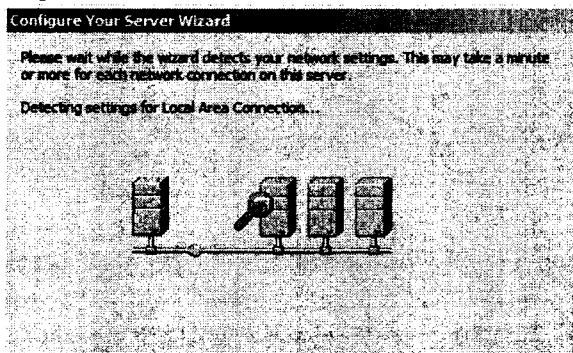 Configure Your Server Wizard
Please wait while the wizard detects your network settings. This may take a minute
or more for each network connection on this server.
Detecting settings for Local Area Connection...